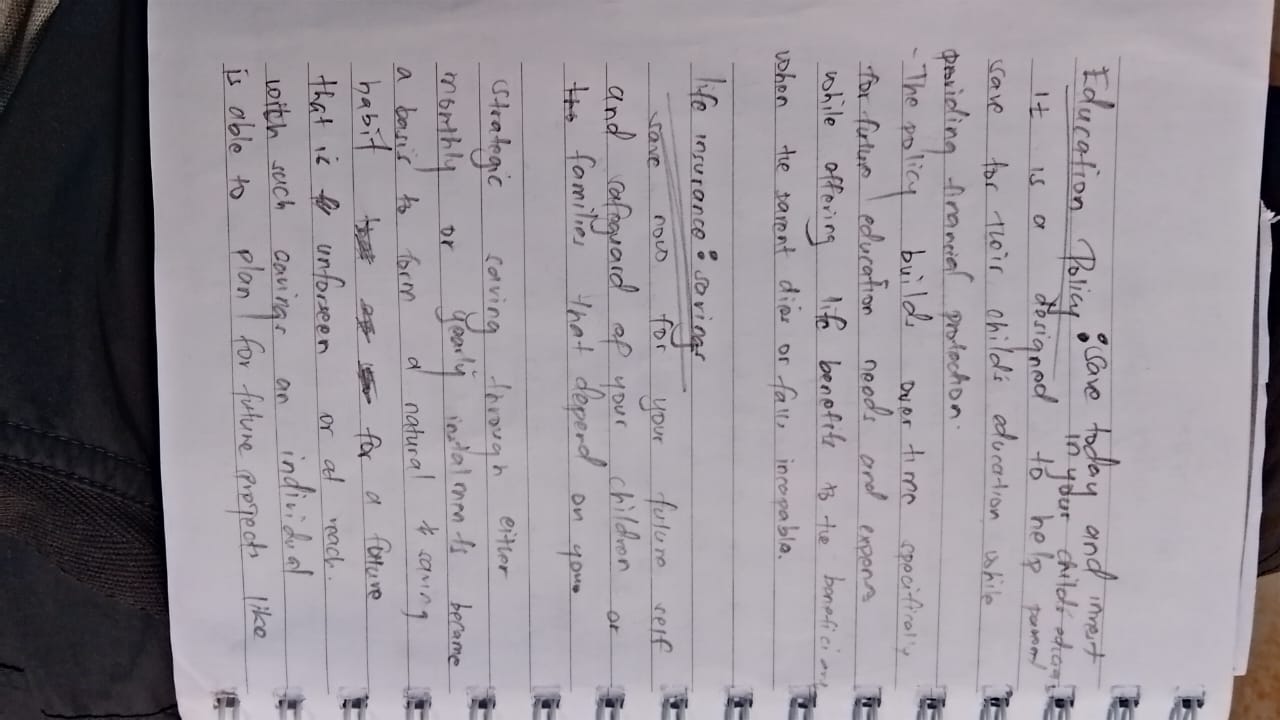 Education Policy: Save today and invest
in your child's
It is a designed to help parent
save for their child's education while
providing financial protection.
- The policy builds over time specifically
for future education needs and expens
while offering life benefits to the beneficiary
when the parent dies or falls incapable.
life insurance: savings
save now for your future self
and safeguard of your children or
families that depend on you.
Strategic saving through either
monthly or yearly instalments became
a basis to form a natural & saving
habit for a future
that is unforseen or at reach.
with such savings an individual
is able to plan for future projects like